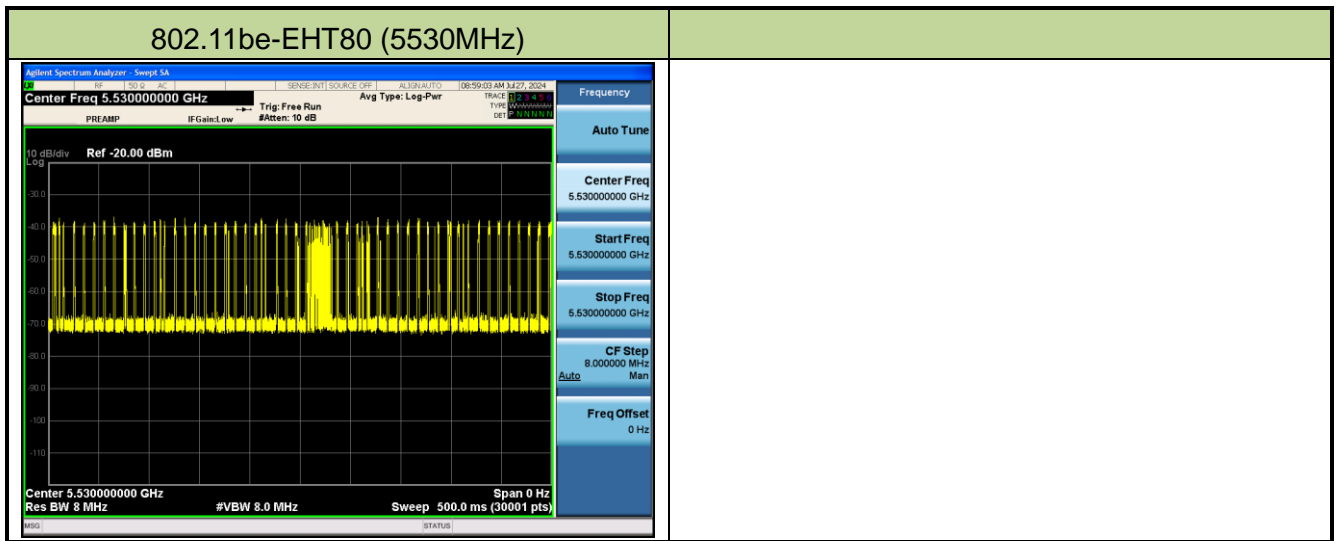 802.11be-EHT80 (5530MHz)
Agilent Spectrum Analyzer - Swept SA
RF 50 Ω AC SENSE:INT SOURCE OFF ALIGN AUTO 08:59:03 AM Jul 27, 2024
Center Freq 5.530000000 GHz
PREAMP IFGain:Low
Trig: Free Run
#Atten: 10 dB
Avg Type: Log-Pwr
TRACE 1 2 3 4 5 6
TYPE
DET P N N N N N
10 dB/div Ref -20.00 dBm
Log
-30.0
-40.0
-50.0
-60.0
-70.0
-80.0
-90.0
-100
-110
Center 5.530000000 GHz Span 0 Hz
Res BW 8 MHz #VBW 8.0 MHz Sweep 500.0 ms (30001 pts)
MSG STATUS
Frequency
Auto Tune
Center Freq
5.530000000 GHz
Start Freq
5.530000000 GHz
Stop Freq
5.530000000 GHz
CF Step
8.000000 MHz
Auto Man
Freq Offset
0 Hz